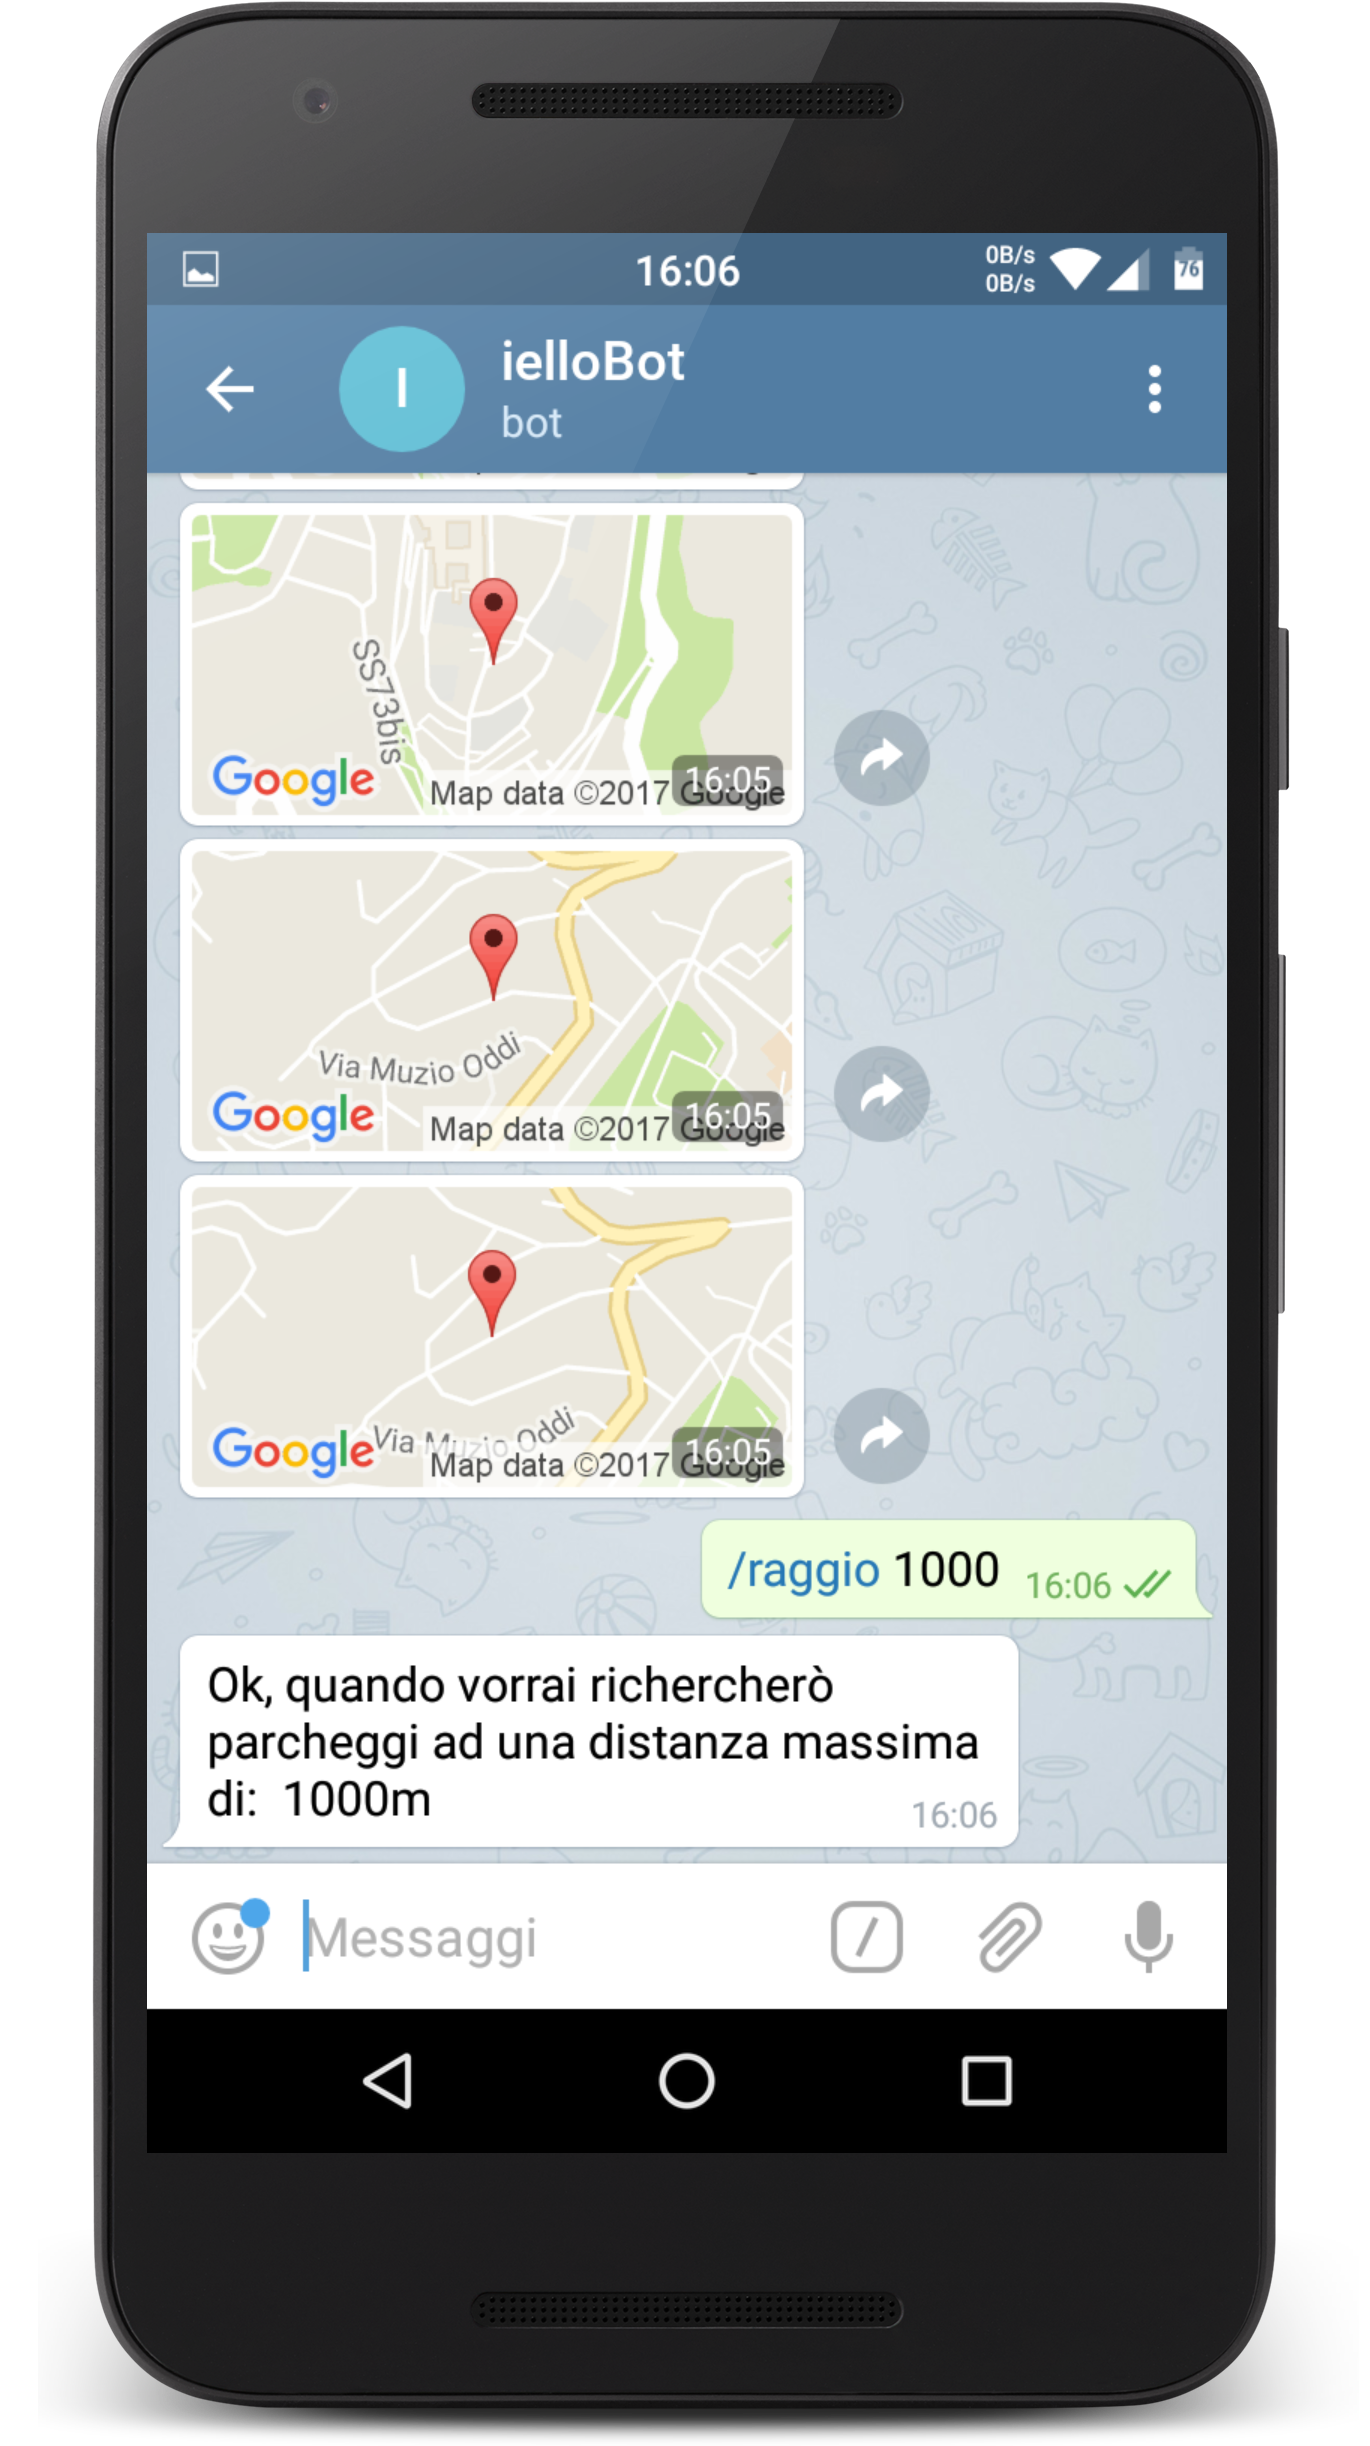 16:06
0B/s
0B/s
76
I
ielloBot
bot
SS73bis
Google
Map data ©2017 Google
16:05
Via Muzio Oddi
Google
Map data ©2017 Google
16:05
Via Muzio Oddi
Google
Map data ©2017 Google
16:05
/raggio 1000 16:06
Ok, quando vorrai richercherò
parcheggi ad una distanza massima
di: 1000m
16:06
Messaggi